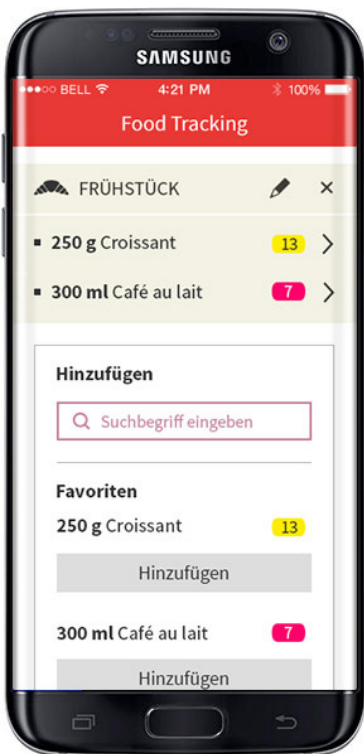 SAMSUNG
BELL 4:21 PM 100%
Food Tracking
FRÜHSTÜCK
250 g Croissant 13
300 ml Café au lait 7
Hinzufügen
Suchbegriff eingeben
Favoriten
250 g Croissant 13
Hinzufügen
300 ml Café au lait 7
Hinzufügen